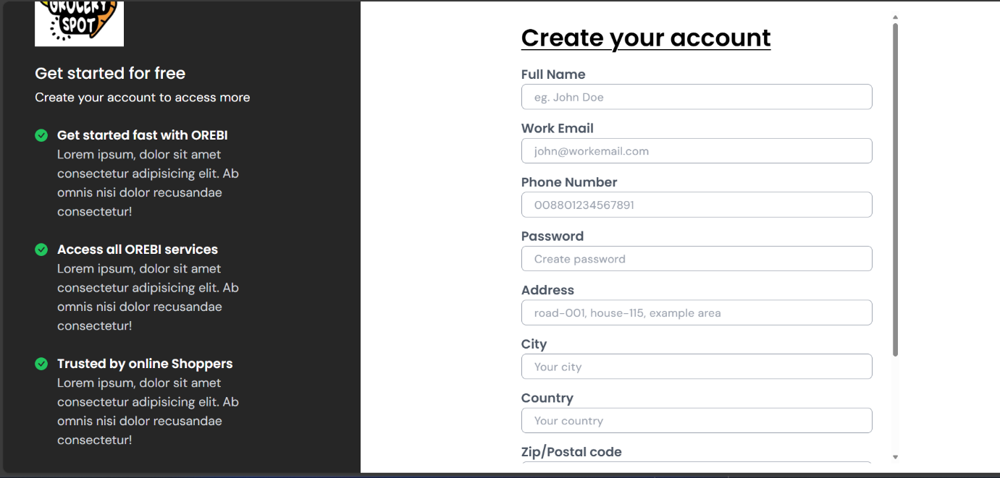 GROCERY
SPOT
Get started for free
Create your account to access more
Get started fast with OREBI
Lorem ipsum, dolor sit amet
consectetur adipisicing elit. Ab
omnis nisi dolor recusandae
consectetur!
Access all OREBI services
Lorem ipsum, dolor sit amet
consectetur adipisicing elit. Ab
omnis nisi dolor recusandae
consectetur!
Trusted by online Shoppers
Lorem ipsum, dolor sit amet
consectetur adipisicing elit. Ab
omnis nisi dolor recusandae
consectetur!
Create your account
Full Name
eg. John Doe
Work Email
john@workemail.com
Phone Number
008801234567891
Password
Create password
Address
road-001, house-115, example area
City
Your city
Country
Your country
Zip/Postal code